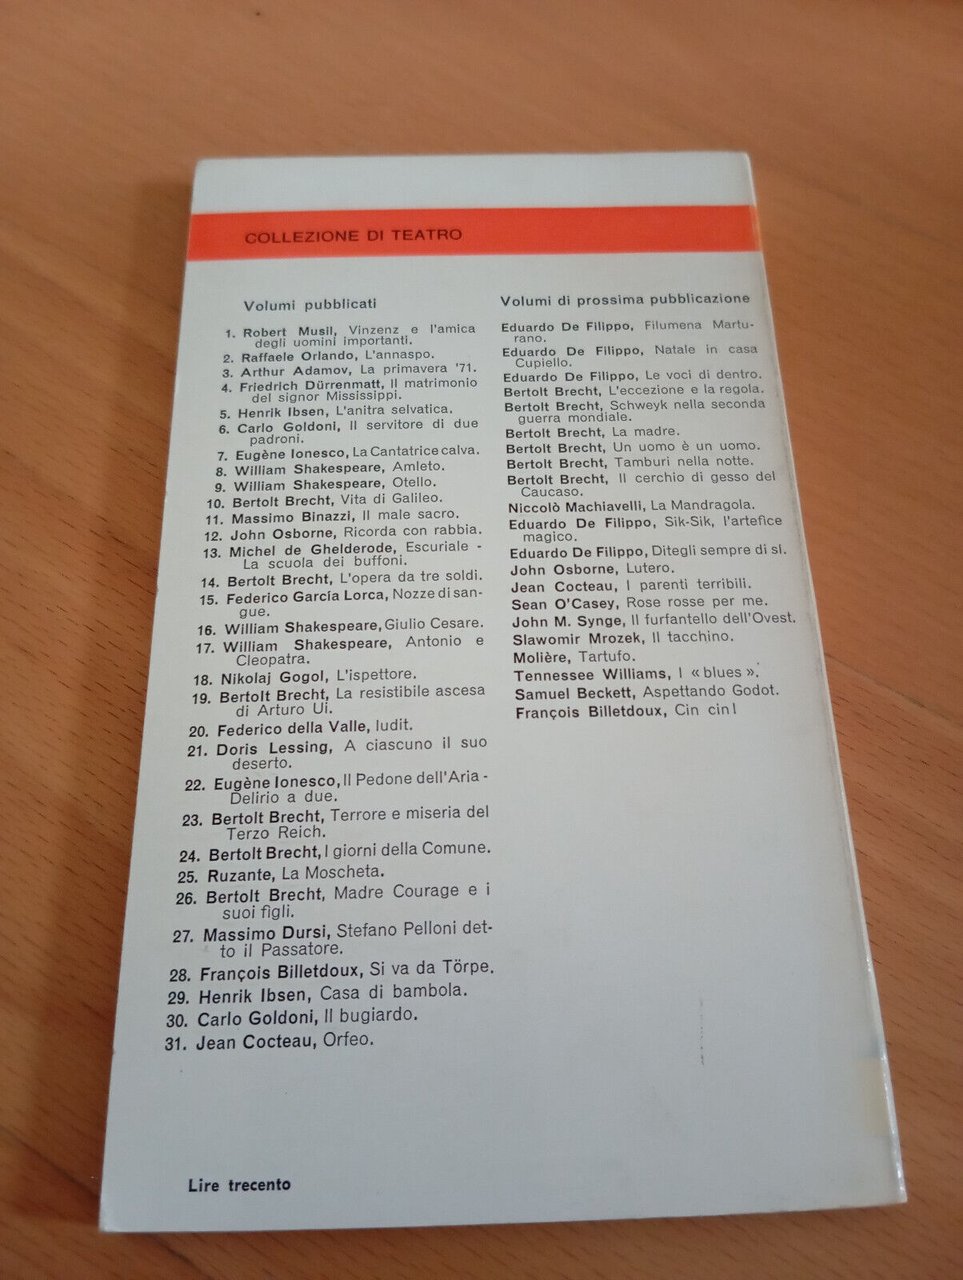 COLLEZIONE DI TEATRO
Volumi pubblicati
1. Robert Musil, Vinzenz e l'amica
degli uomini importanti.
2. Raffaele Orlando, L'annaspo.
3. Arthur Adamov, La primavera '71.
4. Friedrich Dürrenmatt, Il matrimonio
del signor Mississippi.
5. Henrik Ibsen, L'anitra selvatica.
6. Carlo Goldoni, Il servitore di due
padroni.
7. Eugène Ionesco, La Cantatrice calva.
8. William Shakespeare, Amleto.
9. William Shakespeare, Otello.
10. Bertolt Brecht, Vita di Galileo.
11. Massimo Binazzi, Il male sacro.
12. John Osborne, Ricorda con rabbia.
13. Michel de Ghelderode, Escuriale -
La scuola dei buffoni.
14. Bertolt Brecht, L'opera da tre soldi.
15. Federico García Lorca, Nozze di san-
gue.
16. William Shakespeare, Giulio Cesare.
17. William Shakespeare, Antonio e
Cleopatra.
18. Nikolaj Gogol, L'ispettore.
19. Bertolt Brecht, La resistibile ascesa
di Arturo Ui.
20. Federico della Valle, Iudit.
21. Doris Lessing, A ciascuno il suo
deserto.
22. Eugène Ionesco, Il Pedone dell'Aria -
Delirio a due.
23. Bertolt Brecht, Terrore e miseria del
Terzo Reich.
24. Bertolt Brecht, I giorni della Comune.
25. Ruzante, La Moscheta.
26. Bertolt Brecht, Madre Courage e i
suoi figli.
27. Massimo Dursi, Stefano Pelloni det-
to il Passatore.
28. François Billetdoux, Si va da Törpe.
29. Henrik Ibsen, Casa di bambola.
30. Carlo Goldoni, Il bugiardo.
31. Jean Cocteau, Orfeo.
Volumi di prossima pubblicazione
Eduardo De Filippo, Filumena Martu-
rano.
Eduardo De Filippo, Natale in casa
Cupiello.
Eduardo De Filippo, Le voci di dentro.
Bertolt Brecht, L'eccezione e la regola.
Bertolt Brecht, Schweyk nella seconda
guerra mondiale.
Bertolt Brecht, La madre.
Bertolt Brecht, Un uomo è un uomo.
Bertolt Brecht, Tamburi nella notte.
Bertolt Brecht, Il cerchio di gesso del
Caucaso.
Niccolò Machiavelli, La Mandragola.
Eduardo De Filippo, Sik-Sik, l'artefice
magico.
Eduardo De Filippo, Ditegli sempre di sí.
John Osborne, Lutero.
Jean Cocteau, I parenti terribili.
Sean O'Casey, Rose rosse per me.
John M. Synge, Il furfantello dell'Ovest.
Slawomir Mrozek, Il tacchino.
Molière, Tartufo.
Tennessee Williams, I « blues ».
Samuel Beckett, Aspettando Godot.
François Billetdoux, Cin cin!
Lire trecento